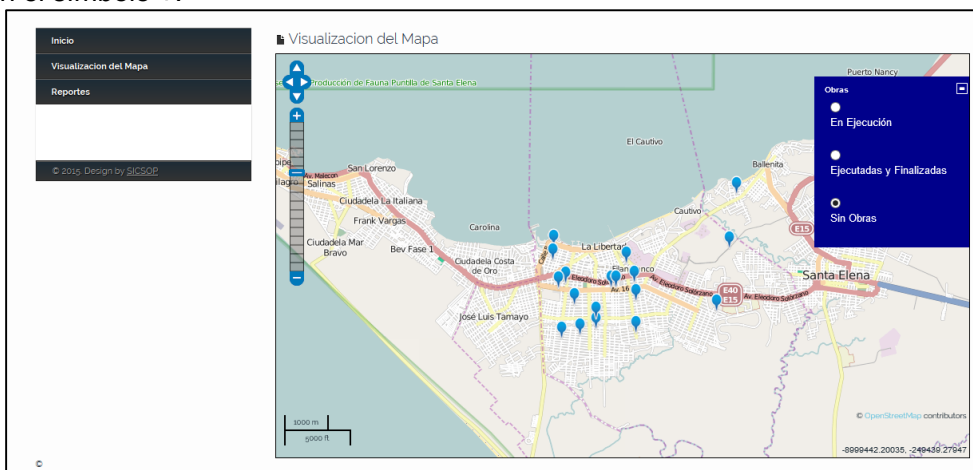 Inicio
Visualizacion del Mapa
Reportes
© 2015. Design by SICSOP
Visualizacion del Mapa
Producción de Fauna Puntilla de Santa Elena
Puerto Nancy
El Cautivo
Ballenita
San Lorenzo
Av. Malecon
Salinas
Ciudadela La Italiana
Frank Vargas
Carolina
Cautivo
Ciudadela Mar
Bravo
Bev Fase 1
La Libertad
Ciudadela Costa
de Oro
Av. 16
Av. Eleodoro Solorzano
E40
E15
Av. Eleodoro Solorzano
E15
Santa Elena
José Luis Tamayo
Obras
En Ejecución
Ejecutadas y Finalizadas
Sin Obras
1000 m
5000 ft
© OpenStreetMap contributors
-8999442.20035, -249439.27947
©